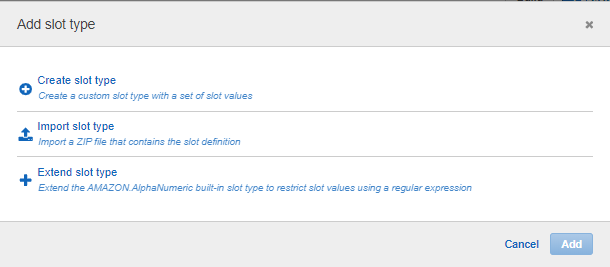 Add slot type
Create slot type
Create a custom slot type with a set of slot values
Import slot type
Import a ZIP file that contains the slot definition
Extend slot type
Extend the AMAZON.AlphaNumeric built-in slot type to restrict slot values using a regular expression
Cancel Add